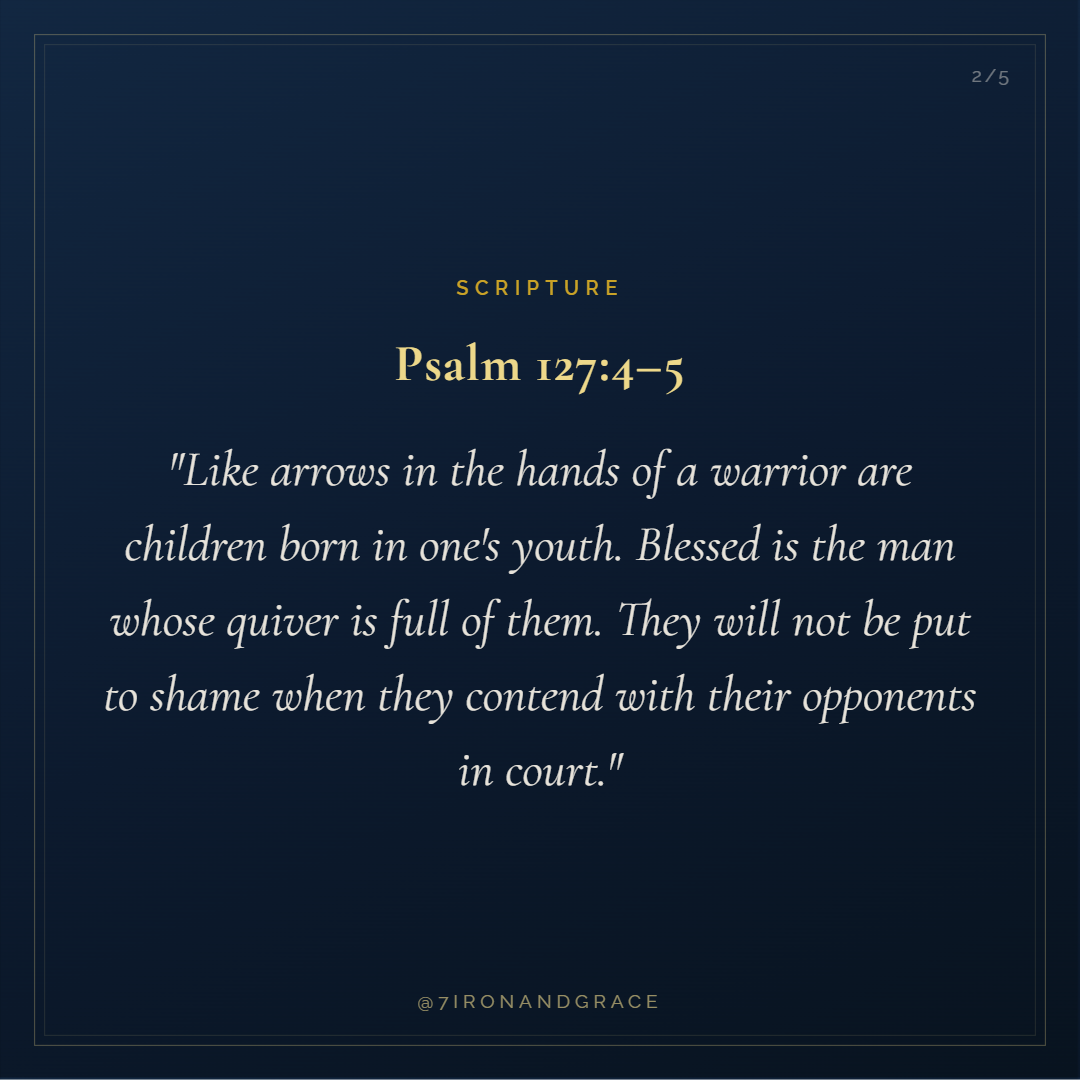 2/5
SCRIPTURE
Psalm 127:4–5
"Like arrows in the hands of a warrior are
children born in one's youth. Blessed is the man
whose quiver is full of them. They will not be put
to shame when they contend with their opponents
in court."
@7IRONANDGRACE